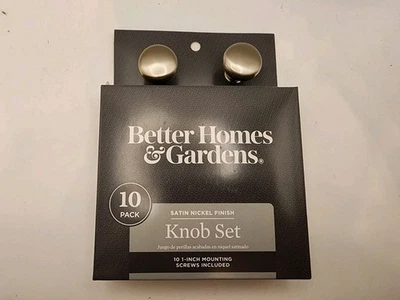 Better Homes
& Gardens®
10
PACK
SATIN NICKEL FINISH
Knob Set
Juego de perillas acabadas en níquel satinado
10 1-INCH MOUNTING
SCREWS INCLUDED